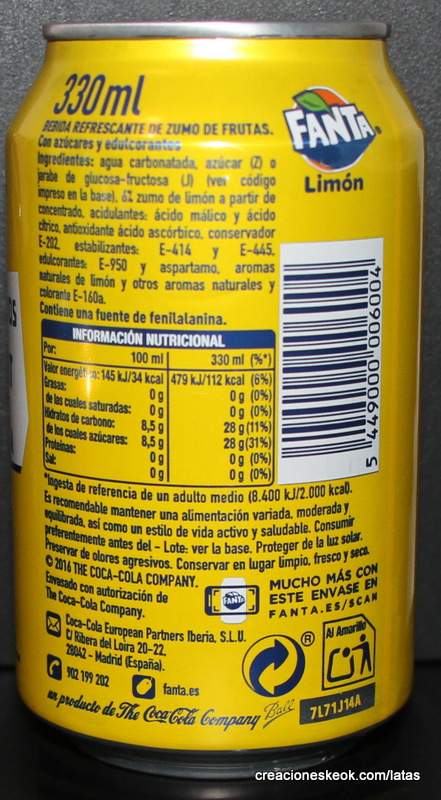 330ml
BEBIDA REFRESCANTE DE ZUMO DE FRUTAS.
Con azúcares y edulcorantes
Ingredientes: agua carbonatada, azúcar (Z) o
jarabe de glucosa-fructosa (J) (ver código
impreso en la base), 6% zumo de limón a partir de
concentrado, acidulantes: ácido málico y ácido
cítrico, antioxidante ácido ascórbico, conservador
E-202, estabilizantes: E-414 y E-445,
edulcorantes: E-950 y aspartamo, aromas
naturales de limón y otros aromas naturales y
colorante E-160a.
Contiene una fuente de fenilalanina.
FANTA
Limón
INFORMACIÓN NUTRICIONAL
Por: 100 ml 330 ml (%*)
Valor energético: 145 kJ/34 kcal 479 kJ/112 kcal (6%)
Grasas: 0 g 0 g (0%)
de las cuales saturadas: 0 g 0 g (0%)
Hidratos de carbono: 8,5 g 28 g (11%)
de los cuales azúcares: 8,5 g 28 g (31%)
Proteínas: 0 g 0 g (0%)
Sal: 0 g 0 g (0%)
5 449000 006004
*Ingesta de referencia de un adulto medio (8.400 kJ/2.000 kcal).
Es recomendable mantener una alimentación variada, moderada y
equilibrada, así como un estilo de vida activo y saludable. Consumir
preferentemente antes del - Lote: ver la base. Proteger de la luz solar.
Preservar de olores agresivos. Conservar en lugar limpio, fresco y seco.
© 2016 THE COCA-COLA COMPANY.
Envasado con autorización de
The Coca-Cola Company.
FANTA
MUCHO MÁS CON
ESTE ENVASE EN
FANTA.ES/SCAN
Coca-Cola European Partners Iberia, S.L.U.
C/ Ribera del Loira 20-22,
28042 - Madrid (España).
902 199 202
fanta.es
®
Al Amarillo
un producto de The Coca-Cola Company
Ball
7L71J14A
creacioneskeok.com/latas